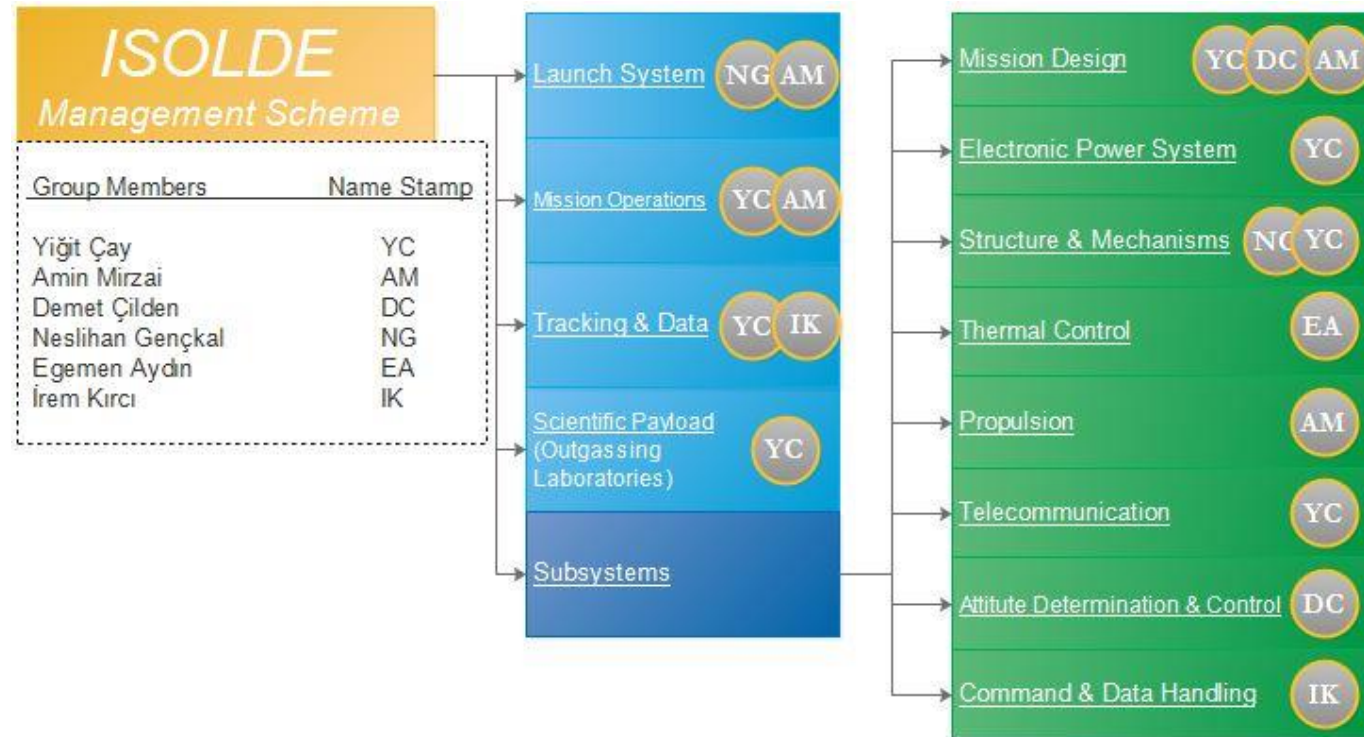 ISOLDE
Management Scheme
Group Members Name Stamp
Yiğit Çay YC
Amin Mirzai AM
Demet Çilden DC
Neslihan Gençkal NG
Egemen Aydın EA
İrem Kırcı IK
Launch System NG AM
Mission Operations YC AM
Tracking & Data YC IK
Scientific Payload
(Outgassing YC
Laboratories)
Subsystems
Mission Design YC DC AM
Electronic Power System YC
Structure & Mechanisms NG YC
Thermal Control EA
Propulsion AM
Telecommunication YC
Attitute Determination & Control DC
Command & Data Handling IK